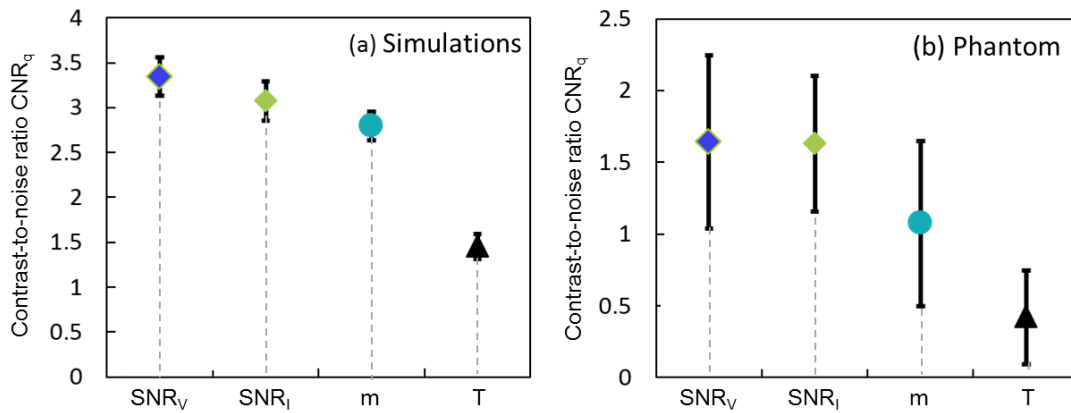 (a) Simulations
Contrast-to-noise ratio CNRq
4
3.5
3
2.5
2
1.5
1
0.5
0
SNRV SNRI m T
(b) Phantom
Contrast-to-noise ratio CNRq
2.5
2
1.5
1
0.5
0
SNRV SNRI m T